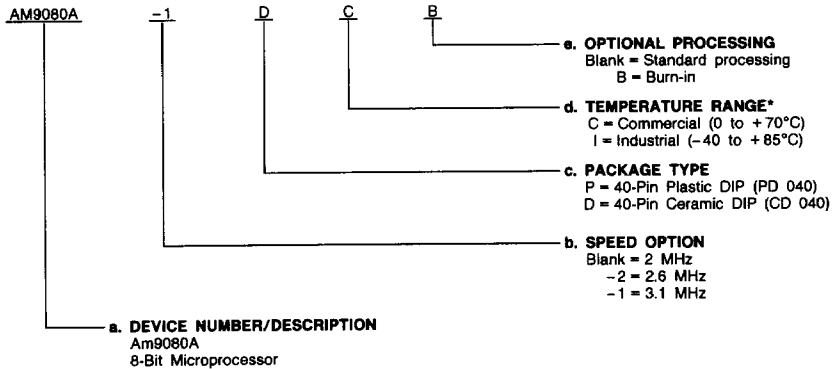 AM9080A -1 D C B
e. OPTIONAL PROCESSING
Blank = Standard processing
B = Burn-in
d. TEMPERATURE RANGE*
C = Commercial (0 to +70°C)
I = Industrial (-40 to +85°C)
c. PACKAGE TYPE
P = 40-Pin Plastic DIP (PD 040)
D = 40-Pin Ceramic DIP (CD 040)
b. SPEED OPTION
Blank = 2 MHz
-2 = 2.6 MHz
-1 = 3.1 MHz
a. DEVICE NUMBER/DESCRIPTION
Am9080A
8-Bit Microprocessor